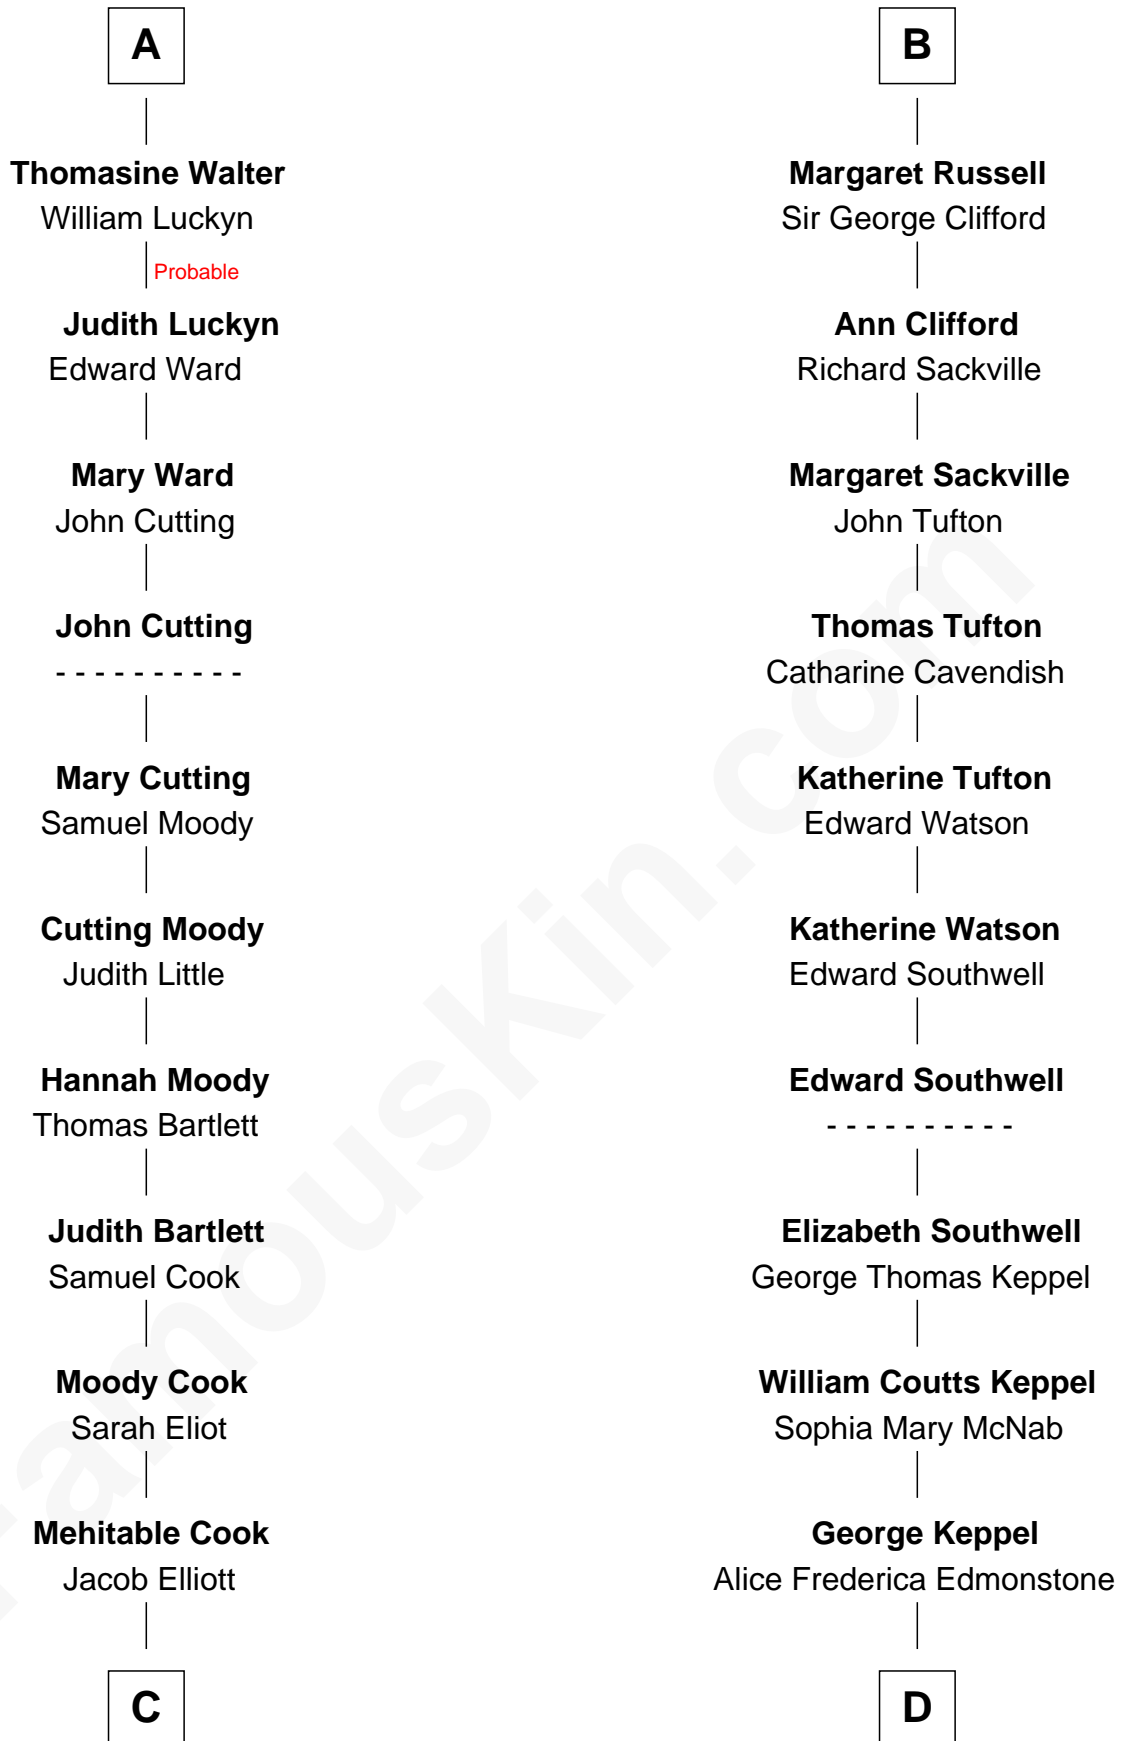 A
Thomasine Walter
William Luckyn
Probable
Judith Luckyn
Edward Ward
Mary Ward
John Cutting
John Cutting
- - - - - - - - - -
Mary Cutting
Samuel Moody
Cutting Moody
Judith Little
Hannah Moody
Thomas Bartlett
Judith Bartlett
Samuel Cook
Moody Cook
Sarah Eliot
Mehitable Cook
Jacob Elliott
C
B
Margaret Russell
Sir George Clifford
Ann Clifford
Richard Sackville
Margaret Sackville
John Tufton
Thomas Tufton
Catharine Cavendish
Katherine Tufton
Edward Watson
Katherine Watson
Edward Southwell
Edward Southwell
- - - - - - - - - -
Elizabeth Southwell
George Thomas Keppel
William Coutts Keppel
Sophia Mary McNab
George Keppel
Alice Frederica Edmonstone
D
FamousKin.com